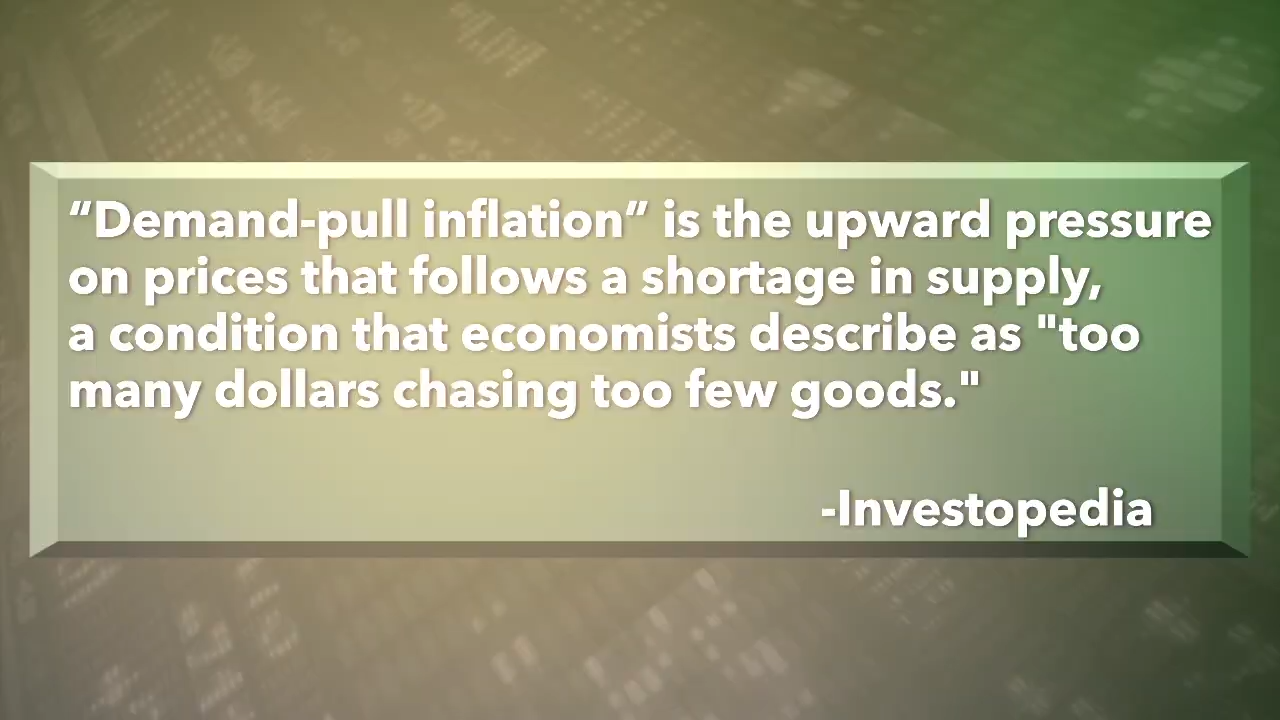 “Demand-pull inflation” is the upward pressure
on prices that follows a shortage in supply,
a condition that economists describe as "too
many dollars chasing too few goods."
-Investopedia